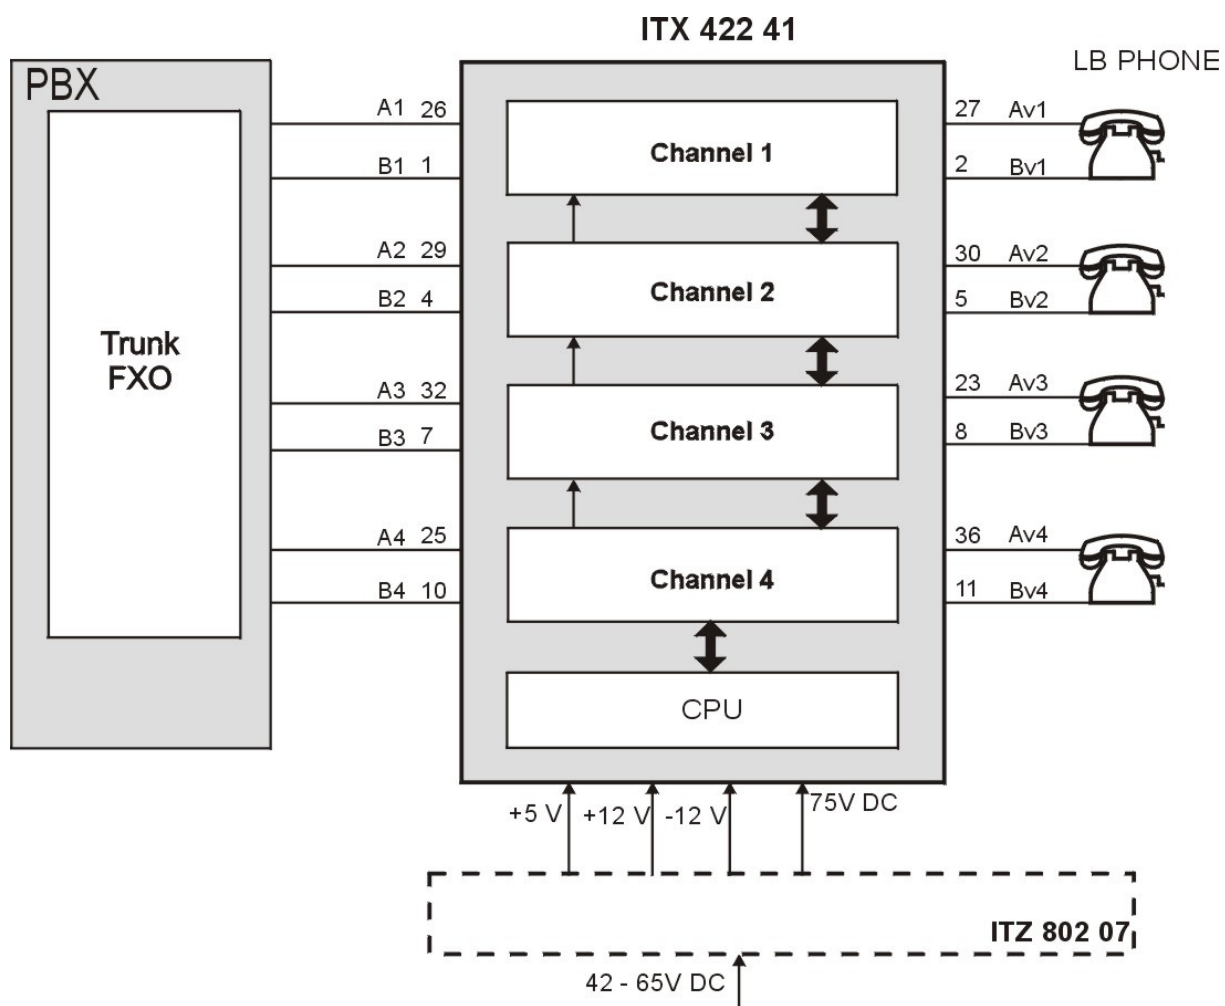 ITX 422 41
LB PHONE
PBX
A1 26
27 Av1
Channel 1
B1 1
2 Bv1
A2 29
30 Av2
Channel 2
B2 4
5 Bv2
Trunk
FXO
A3 32
23 Av3
Channel 3
B3 7
8 Bv3
A4 25
36 Av4
Channel 4
B4 10
11 Bv4
CPU
+5 V
+12 V
-12 V
75V DC
ITZ 802 07
42 - 65V DC